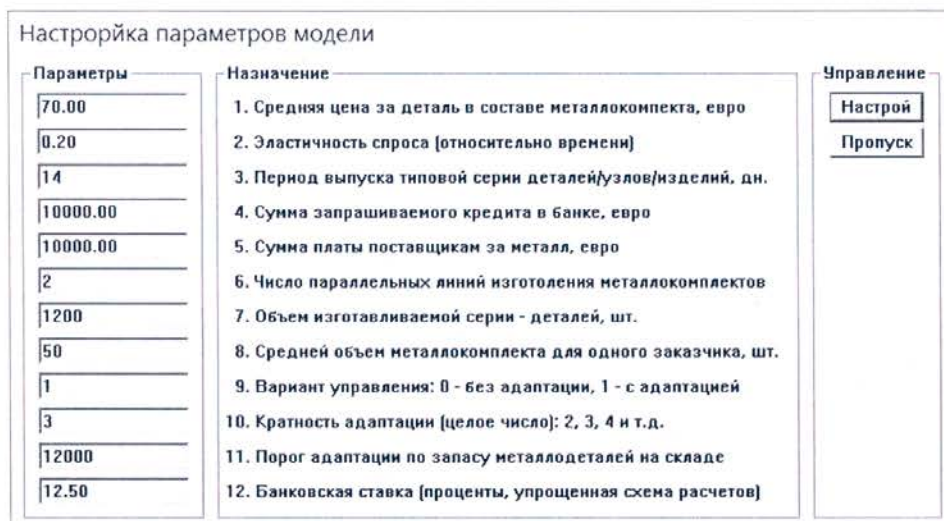 Настрорйка параметров модели
Параметры Назначение Управление
70.00 1. Средняя цена за деталь в составе металлокомпекта, евро Настрой
0.20 2. Эластичность спроса (относительно времени) Пропуск
14 3. Период выпуска типовой серии деталей/узлов/изделий, дн.
10000.00 4. Сумма запрашиваемого кредита в банке, евро
10000.00 5. Сумма платы поставщикам за металл, евро
2 6. Число параллельных линий изготоления металлокомплектов
1200 7. Объем изготавливаемой серии - деталей, шт.
50 8. Средней объем металлокомплекта для одного заказчика, шт.
1 9. Вариант управления: 0 - без адаптации, 1 - с адаптацией
3 10. Кратность адаптации (целое число): 2, 3, 4 и т.д.
12000 11. Порог адаптации по запасу металлодеталей на складе
12.50 12. Банковская ставка (проценты, упрощенная схема расчетов)